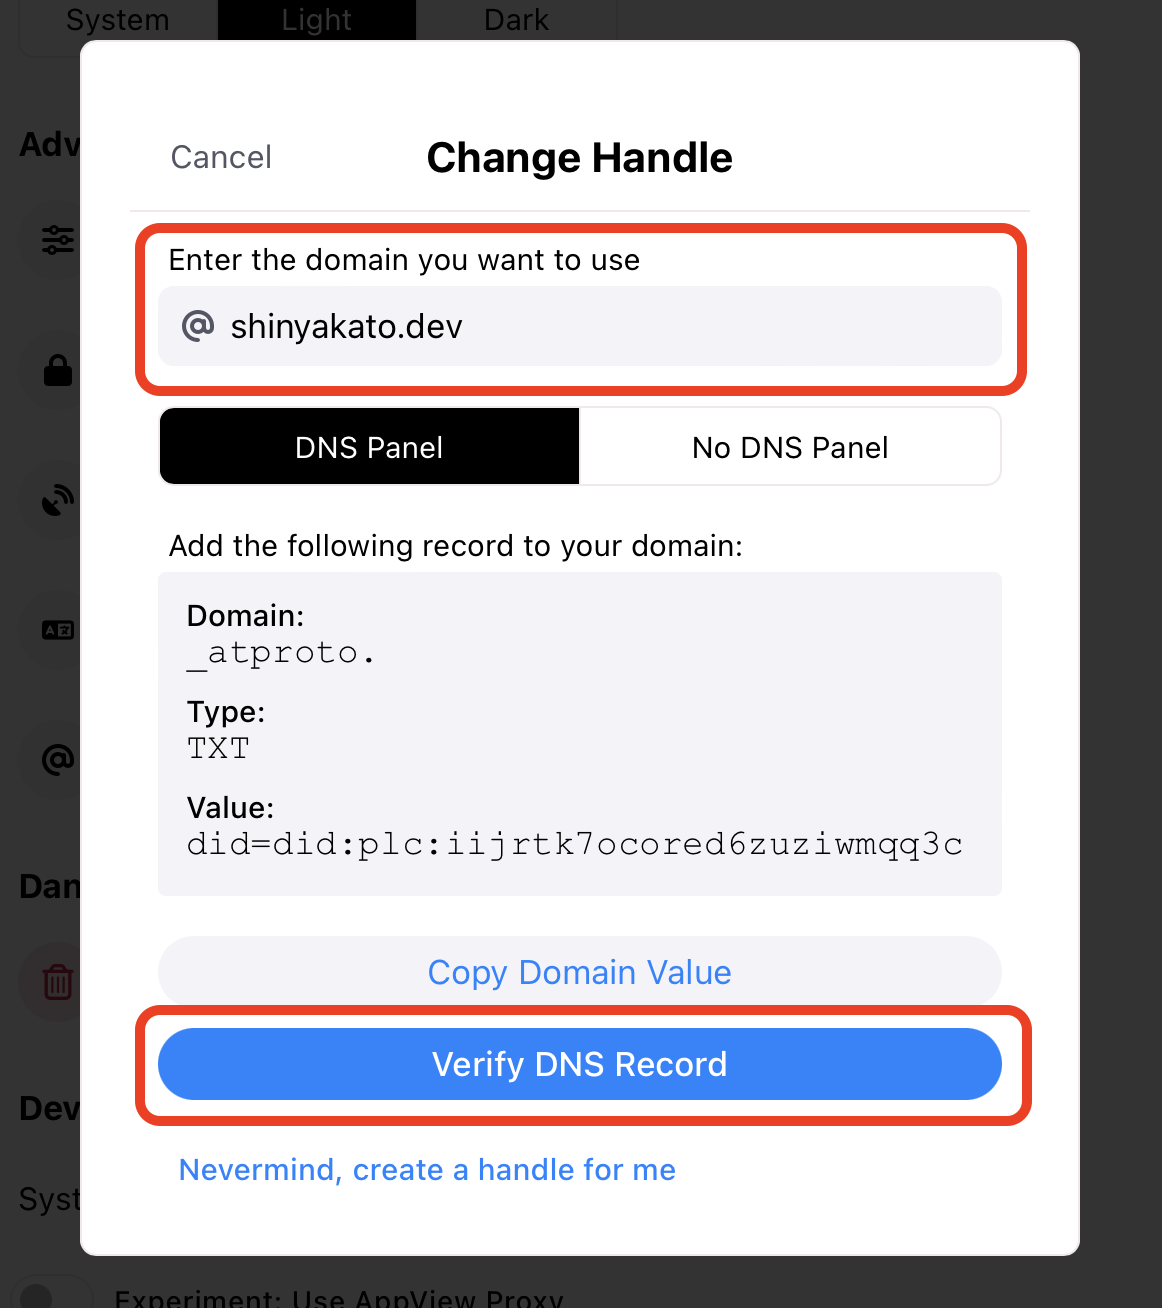 System
Light
Dark
Adv
Cancel
Change Handle
Enter the domain you want to use
@ shinyakato.dev
DNS Panel
No DNS Panel
Add the following record to your domain:
Domain:
_atproto.
Type:
TXT
Value:
did=did:plc:iijrtk7ocored6zuziwmqq3c
Dan
Copy Domain Value
Verify DNS Record
Dev
Nevermind, create a handle for me
Syst
Experiment: Use AppView Proxy